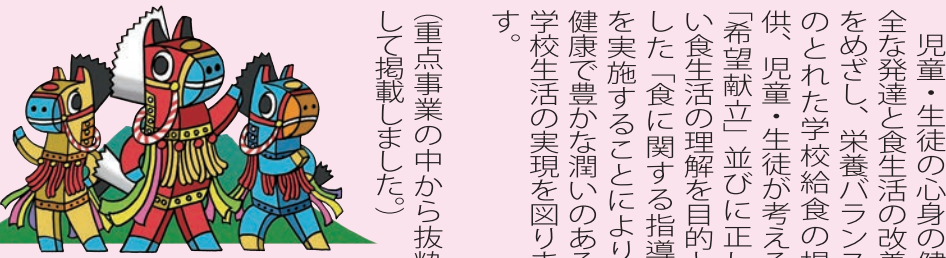 児童・生徒の心身の健
全な発達と食生活の改善
をめざし、栄養バランス
のとれた学校給食の提
供、児童・生徒が考える
「希望献立」並びに正し
い食生活の理解を目的と
した「食に関する指導
を実施することにより
健康で豊かな潤いのある
学校生活の実現を図りま
す。
(重点事業の中から抜粋
して掲載しました。)